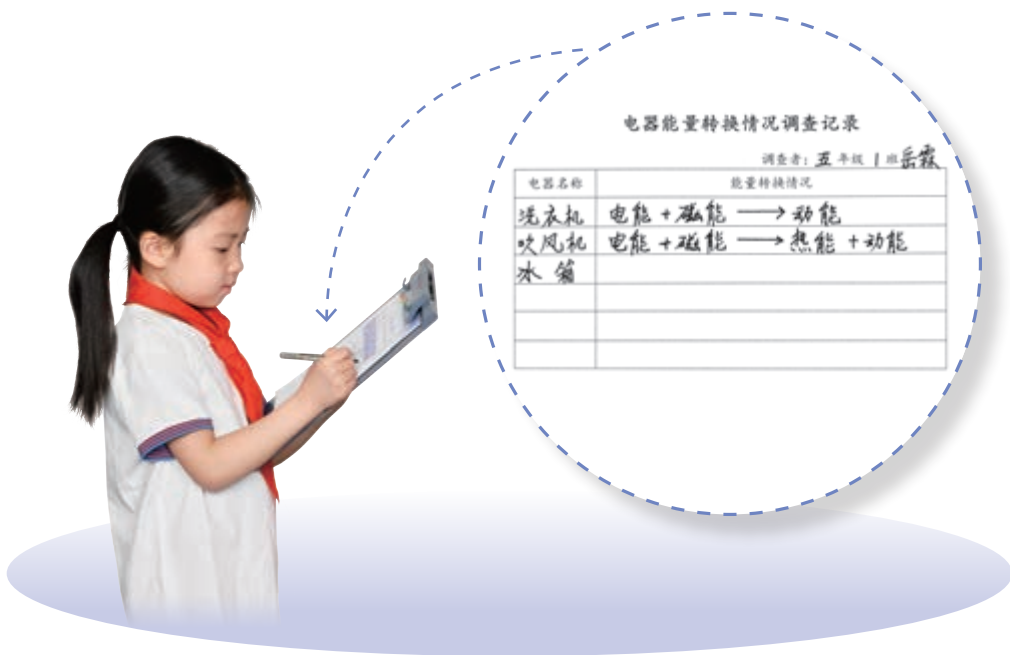 电器能量转换情况调查记录
调查者：五年级1班岳霖
电器名称 能量转换情况
洗衣机 电能+磁能→动能
吹风机 电能+磁能→热能+动能
冰箱